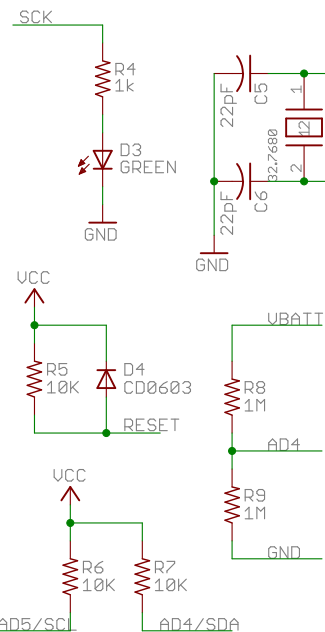 SCK
R4
1k
D3
GREEN
GND
22pF
C5
22pF
C6
32.7680
1
12
2
GND
VCC
R5
10K
D4
CD0603
RESET
VBATT
R8
1M
AD4
R9
1M
GND
VCC
R6
10K
R7
10K
AD5/SCL
AD4/SDA